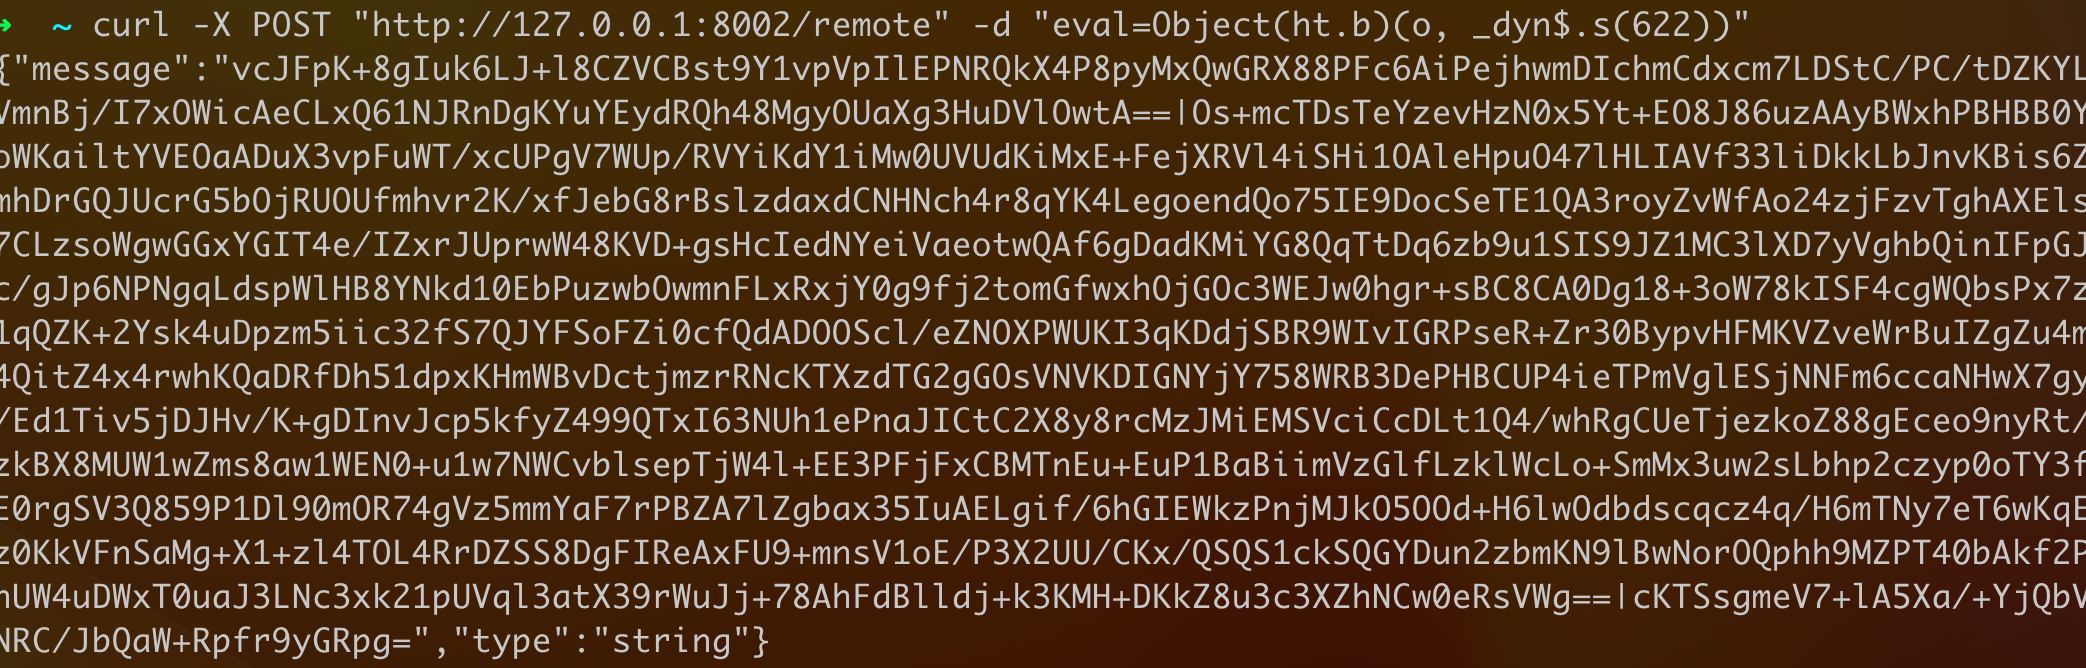 ➜  ~ curl -X POST "http://127.0.0.1:8002/remote" -d "eval=Object(ht.b)(o, _dyn$.s(622))"
{"message":"vcJFpK+8gIuk6LJ+l8CZVCBst9Y1vpVpIlEPNRQkX4P8pyMxQwGRX88PFc6AiPejhwmDIchmCdxcm7LDStC/PC/tDZKYL
VmnBj/I7xOWicAeCLxQ61NJRnDgKYuYEydRQh48MgyOUaXg3HuDVlOwtA==|Os+mcTDsTeYzevHzN0x5Yt+EO8J86uzAAyBWxhPBHBB0Y
oWKailtYVEOaADuX3vpFuWT/xcUPgV7WUp/RVYiKdY1iMw0UVUdKiMxE+FejXRVl4iSHi1OAleHpuO47lHLIAVf33liDkkLbJnvKBis6Z
mhDrGQJUcrG5bOjRUOUfmhvr2K/xfJebG8rBslzdaxdCNHNch4r8qYK4LegoendQo75IE9DocSeTE1QA3royZvWfAo24zjFzvTghAXEls
7CLzsoWgwGGxYGIT4e/IZxrJUprwW48KVD+gsHcIedNYeiVaeotwQAf6gDadKMiYG8QqTtDq6zb9u1SIS9JZ1MC3lXD7yVghbQinIFpGJ
c/gJp6NPNgqLdspWlHB8YNkd10EbPuzwbOwmnFLxRxjY0g9fj2tomGfwxhOjGOc3WEJw0hgr+sBC8CA0Dg18+3oW78kISF4cgWQbsPx7z
1qQZK+2Ysk4uDpzm5iic32fS7QJYFSoFZi0cfQdADOOScl/eZNOXPWUKI3qKDdjSBR9WIvIGRPseR+Zr30BypvHFMKVZveWrBuIZgZu4m
4QitZ4x4rwhKQaDRfDh51dpxKHmWBvDctjmzrRNcKTXzdTG2gGOsVNVKDIGNYjY758WRB3DePHBCUP4ieTPmVglESjNNFm6ccaNHwX7gy
/Ed1Tiv5jDJHv/K+gDInvJcp5kfyZ499QTxI63NUh1ePnaJICtC2X8y8rcMzJMiEMSVciCcDLt1Q4/whRgCUeTjezkoZ88gEceo9nyRt/
zkBX8MUW1wZms8aw1WEN0+u1w7NWCvblsepTjW4l+EE3PFjFxCBMTnEu+EuP1BaBiimVzGlfLzklWcLo+SmMx3uw2sLbhp2czyp0oTY3f
E0rgSV3Q859P1Dl90mOR74gVz5mmYaF7rPBZA7lZgbax35IuAELgif/6hGIEWkzPnjMJkO5OOd+H6lwOdbdscqcz4q/H6mTNy7eT6wKqE
z0KkVFnSaMg+X1+zl4TOL4RrDZSS8DgFIReAxFU9+mnsV1oE/P3X2UU/CKx/QSQS1ckSQGYDun2zbmKN9lBwNorOQphh9MZPT40bAkf2P
nUW4uDWxT0uaJ3LNc3xk21pUVql3atX39rWuJj+78AhFdBlldj+k3KMH+DKkZ8u3c3XZhNCw0eRsVWg==|cKTSsgmeV7+lA5Xa/+YjQbV
NRC/JbQaW+Rpfr9yGRpg=","type":"string"}